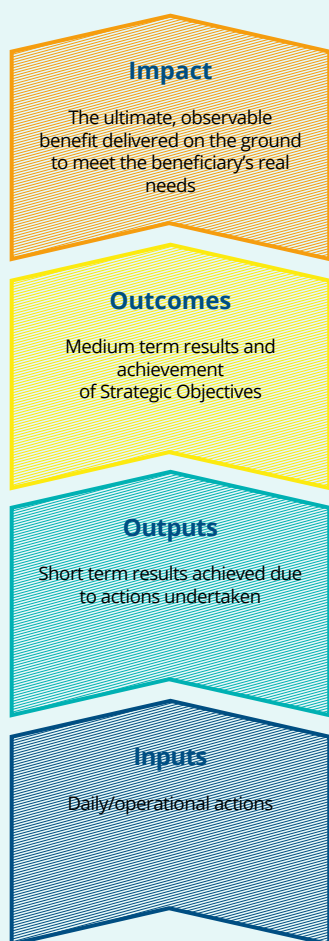 Impact
The ultimate, observable
benefit delivered on the ground
to meet the beneficiary’s real
needs
Outcomes
Medium term results and
achievement
of Strategic Objectives
Outputs
Short term results achieved due
to actions undertaken
Inputs
Daily/operational actions